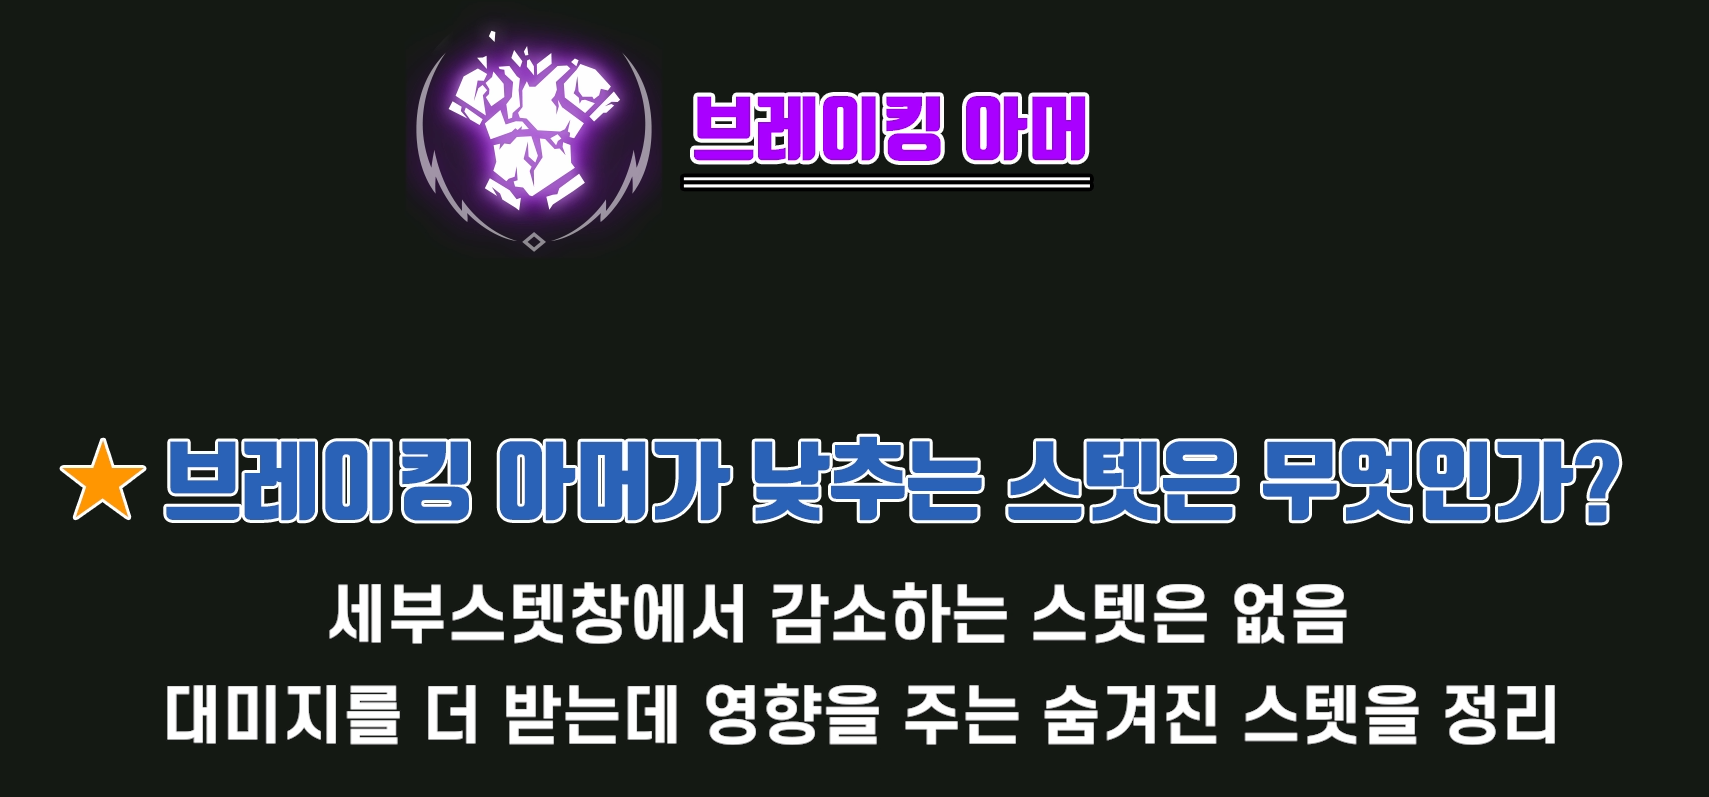 브레이킹 아머
★ 브레이킹 아머가 낮추는 스텟은 무엇인가?
세부스텟창에서 감소하는 스텟은 없음
대미지를 더 받는데 영향을 주는 숨겨진 스텟을 정리